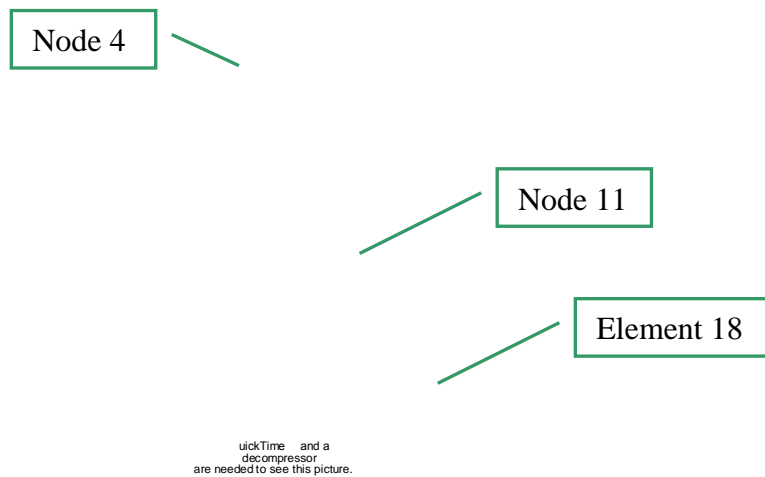 Node 4
Node 11
Element 18
uickTime and a
decompressor
are needed to see this picture.